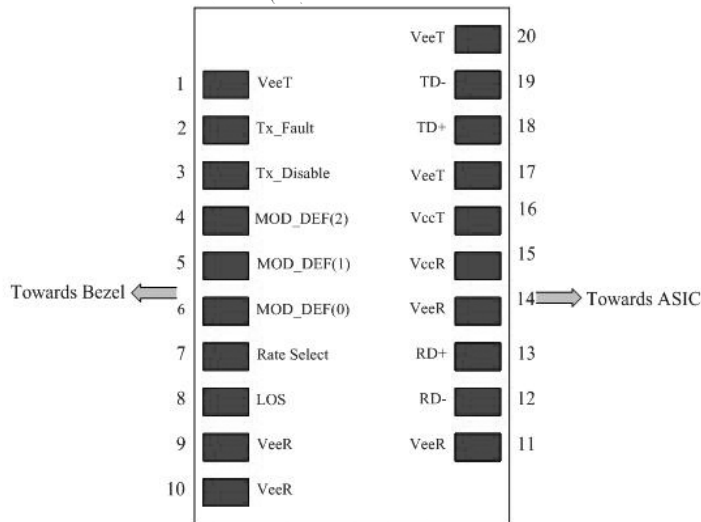 VeeT 20
1 VeeT TD- 19
2 Tx_Fault TD+ 18
3 Tx_Disable VeeT 17
4 MOD_DEF(2) VccT 16
5 MOD_DEF(1) VccR 15
Towards Bezel
6 MOD_DEF(0) VeeR 14
Towards ASIC
7 Rate Select RD+ 13
8 LOS RD- 12
9 VeeR VeeR 11
10 VeeR